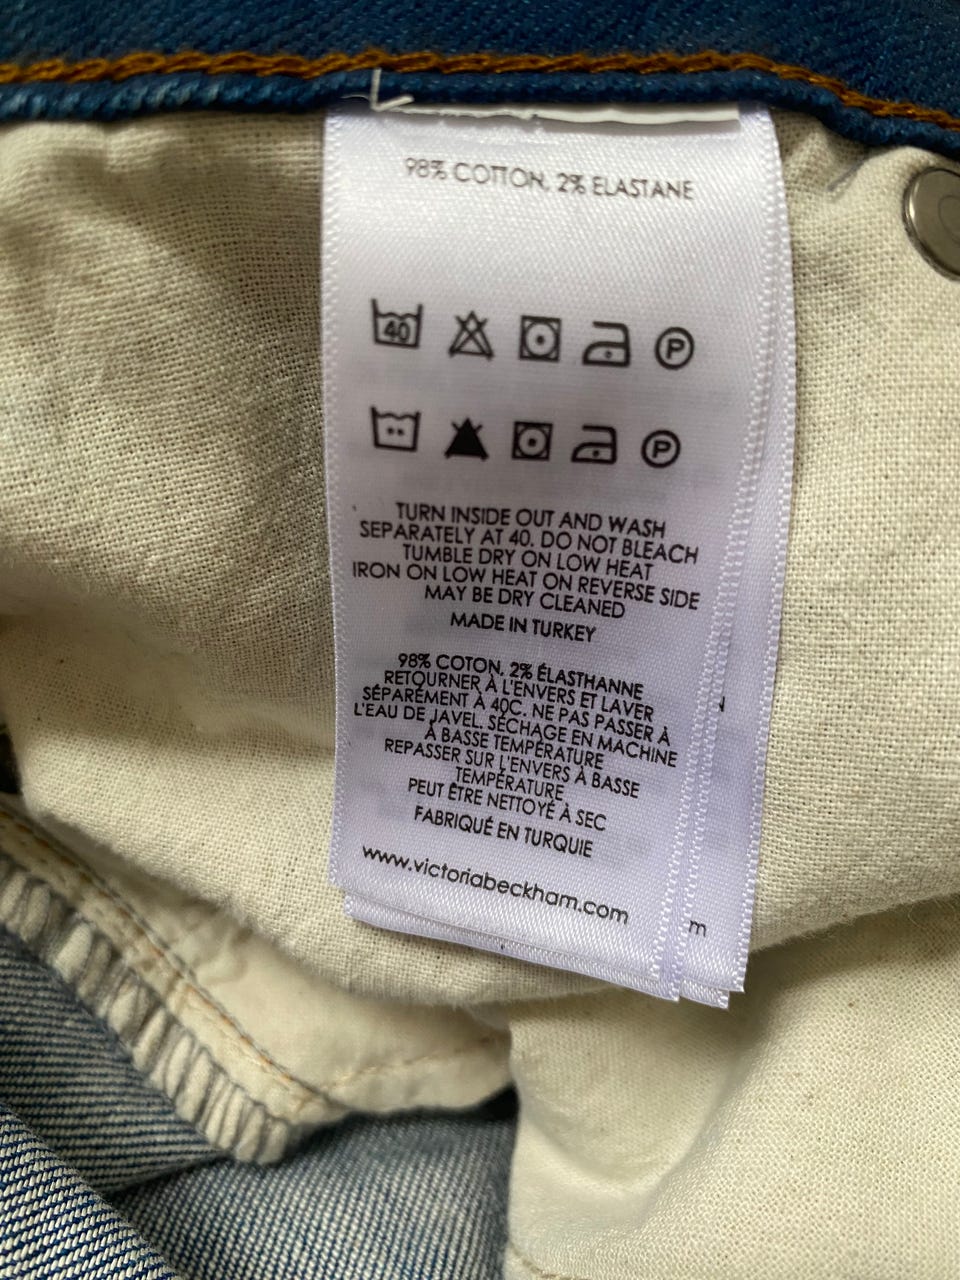 98% COTTON, 2% ELASTANE
40
P
P
TURN INSIDE OUT AND WASH
SEPARATELY AT 40. DO NOT BLEACH
TUMBLE DRY ON LOW HEAT
IRON ON LOW HEAT ON REVERSE SIDE
MAY BE DRY CLEANED
MADE IN TURKEY
98% COTON, 2% ÉLASTHANNE
RETOURNER À L'ENVERS ET LAVER
SÉPARÉMENT À 40C. NE PAS PASSER À
L'EAU DE JAVEL. SÉCHAGE EN MACHINE
À BASSE TEMPÉRATURE
REPASSER SUR L'ENVERS À BASSE
TEMPÉRATURE
PEUT ÊTRE NETTOYÉ À SEC
FABRIQUÉ EN TURQUIE
www.victoriabeckham.com
m